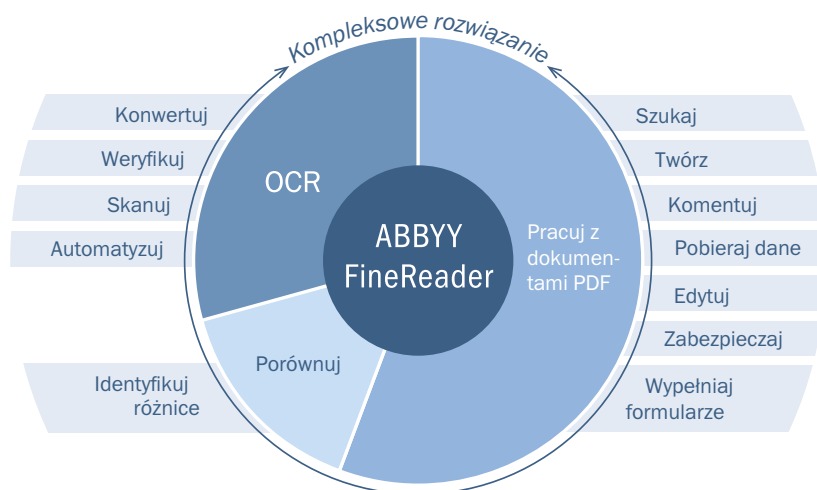 Kompleksowe rozwiązanie
Konwertuj
Weryfikuj
Skanuj
Automatyzuj
Identyfikuj
różnice
OCR
Porównuj
ABBYY
FineReader
Pracuj z
dokumen-
tami PDF
Szukaj
Twórz
Komentuj
Pobieraj dane
Edytuj
Zabezpieczaj
Wypełniaj
formularze